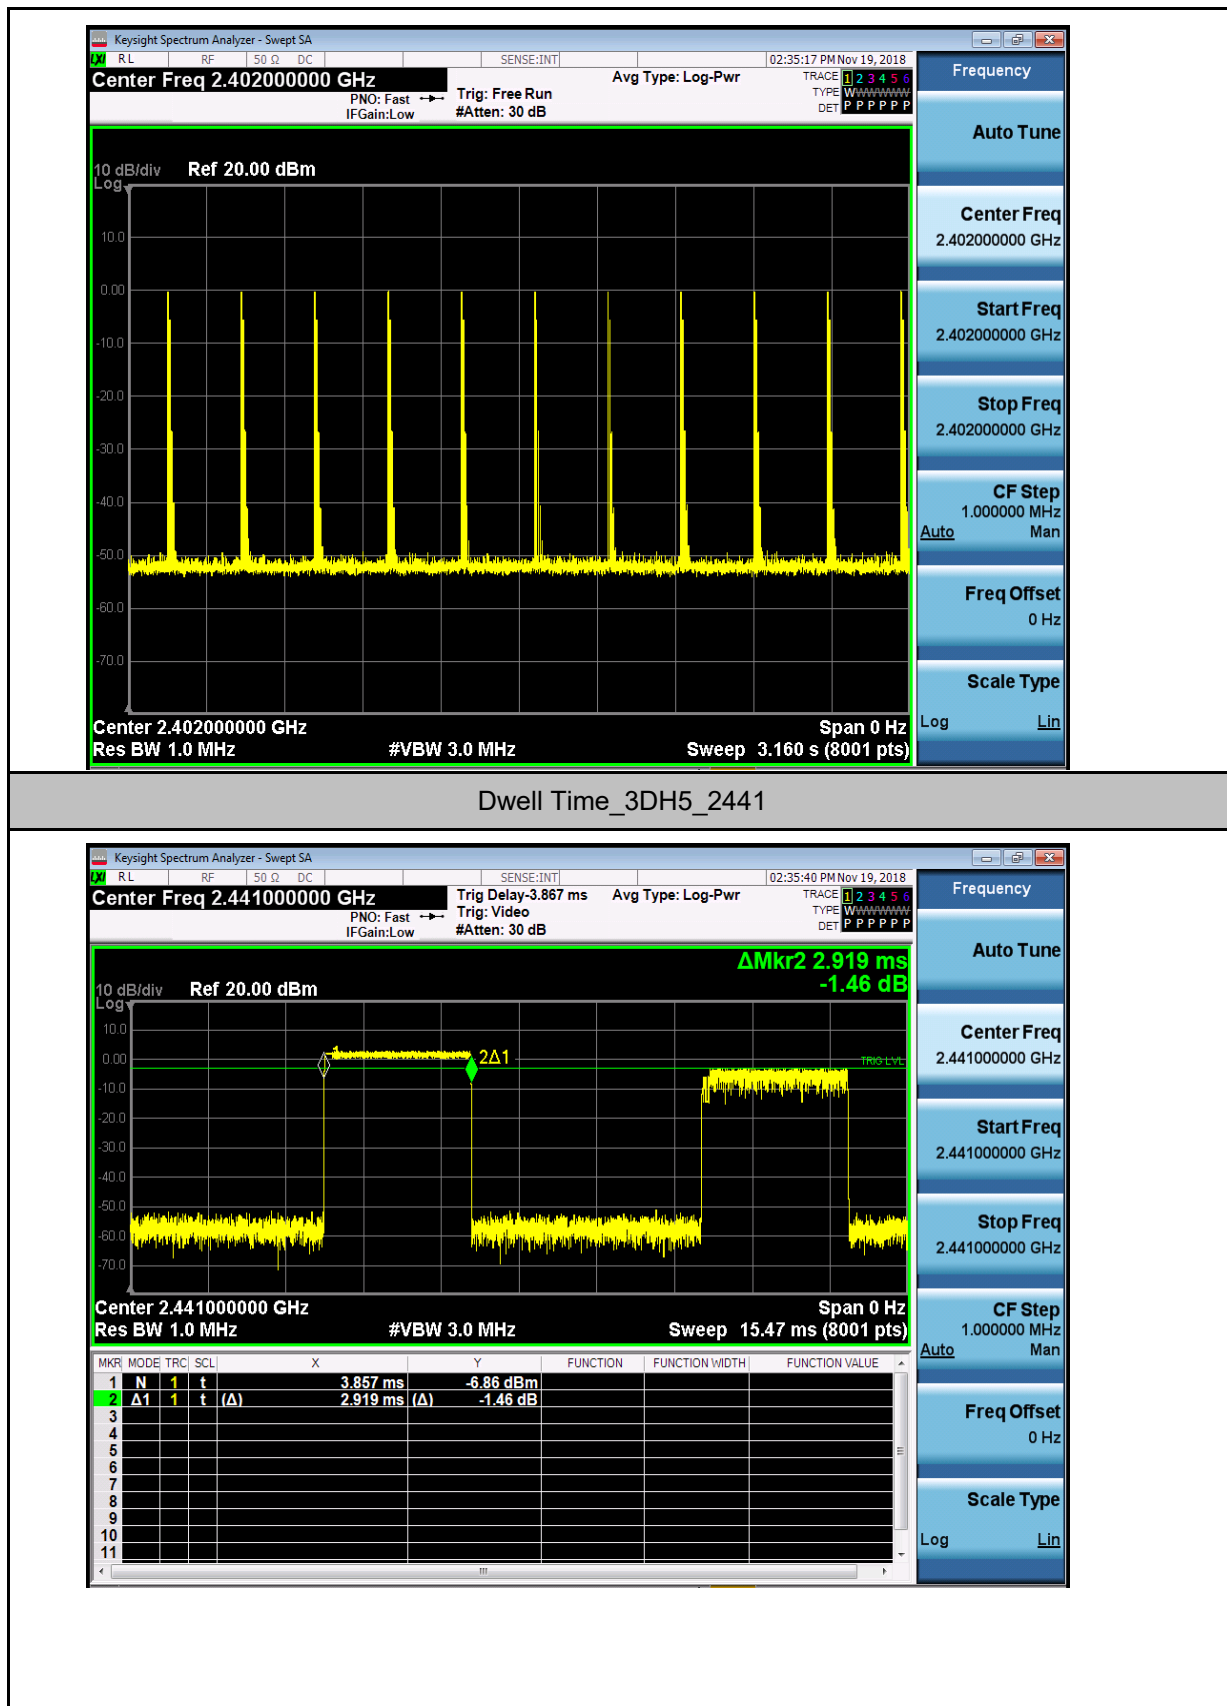 Keysight Spectrum Analyzer - Swept SA
LXI RL RF 50 Ω DC SENSE:INT 02:35:17 PM Nov 19, 2018
Center Freq 2.402000000 GHz
PNO: Fast
IFGain:Low
Trig: Free Run
#Atten: 30 dB
Avg Type: Log-Pwr
TRACE 1 2 3 4 5 6
TYPE WWWWWW
DET P P P P P P
10 dB/div Ref 20.00 dBm
Log
10.0
0.00
-10.0
-20.0
-30.0
-40.0
-50.0
-60.0
-70.0
Center 2.402000000 GHz Span 0 Hz
Res BW 1.0 MHz #VBW 3.0 MHz Sweep 3.160 s (8001 pts)
Frequency
Auto Tune
Center Freq
2.402000000 GHz
Start Freq
2.402000000 GHz
Stop Freq
2.402000000 GHz
CF Step
1.000000 MHz
Auto Man
Freq Offset
0 Hz
Scale Type
Log Lin
Dwell Time_3DH5_2441
Keysight Spectrum Analyzer - Swept SA
LXI RL RF 50 Ω DC SENSE:INT 02:35:40 PM Nov 19, 2018
Center Freq 2.441000000 GHz
PNO: Fast
IFGain:Low
Trig Delay-3.867 ms
Trig: Video
#Atten: 30 dB
Avg Type: Log-Pwr
TRACE 1 2 3 4 5 6
TYPE WWWWWW
DET P P P P P P
ΔMkr2 2.919 ms
-1.46 dB
10 dB/div Ref 20.00 dBm
Log
10.0
0.00
-10.0
-20.0
-30.0
-40.0
-50.0
-60.0
-70.0
1
2Δ1
TRIG LVL
Center 2.441000000 GHz Span 0 Hz
Res BW 1.0 MHz #VBW 3.0 MHz Sweep 15.47 ms (8001 pts)
MKR MODE TRC SCL X Y FUNCTION FUNCTION WIDTH FUNCTION VALUE
1 N 1 t 3.857 ms -6.86 dBm
2 Δ1 1 t (Δ) 2.919 ms (Δ) -1.46 dB
3
4
5
6
7
8
9
10
11
Frequency
Auto Tune
Center Freq
2.441000000 GHz
Start Freq
2.441000000 GHz
Stop Freq
2.441000000 GHz
CF Step
1.000000 MHz
Auto Man
Freq Offset
0 Hz
Scale Type
Log Lin